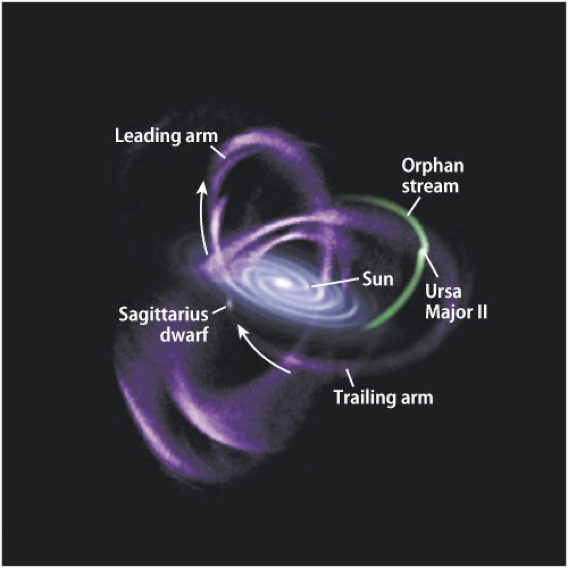 Leading arm
Orphan
stream
Sun
Ursa
Major II
Sagittarius
dwarf
Trailing arm